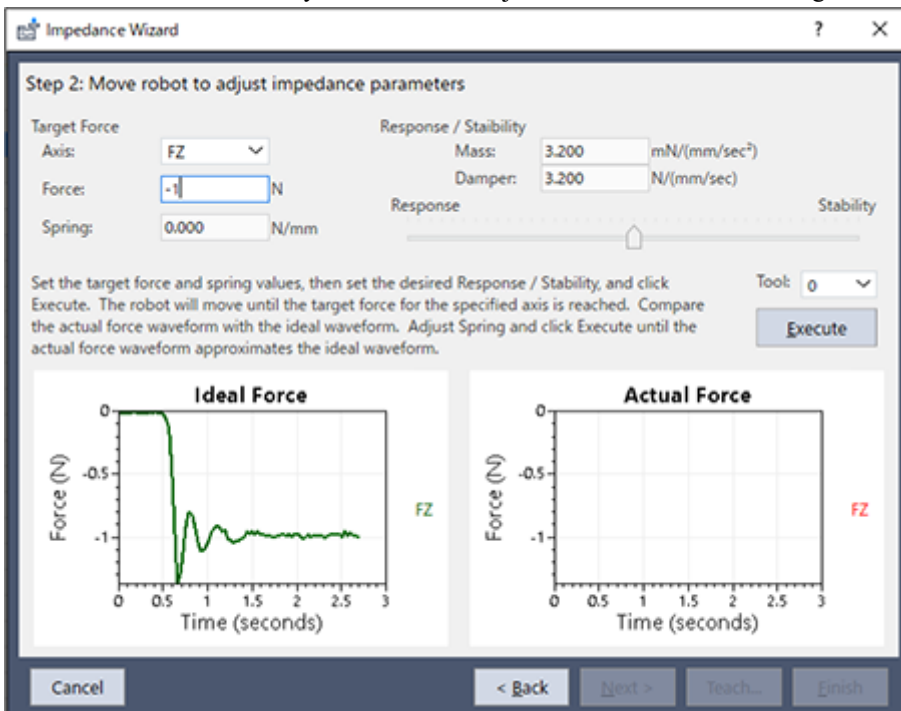 Impedance Wizard
? ×
Step 2: Move robot to adjust impedance parameters
Target Force
Axis: FZ
Force: -1 N
Spring: 0.000 N/mm
Response / Staibility
Mass: 3.200 mN/(mm/sec²)
Damper: 3.200 N/(mm/sec)
Response Stability
Set the target force and spring values, then set the desired Response / Stability, and click
Execute. The robot will move until the target force for the specified axis is reached. Compare
the actual force waveform with the ideal waveform. Adjust Spring and click Execute until the
actual force waveform approximates the ideal waveform.
Tool: 0
Execute
Ideal Force
Force (N)
0
-0.5
-1
0 0.5 1 1.5 2 2.5 3
Time (seconds)
FZ
Actual Force
Force (N)
0
-0.5
-1
0 0.5 1 1.5 2 2.5 3
Time (seconds)
FZ
Cancel < Back Next > Teach... Finish